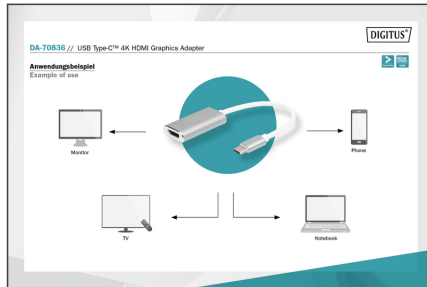 DIGITUS®
DA-70836 // USB Type-C™ 4K HDMI Graphics Adapter
Anwendungsbeispiel
Example of use
Monitor
Phone
TV
Notebook